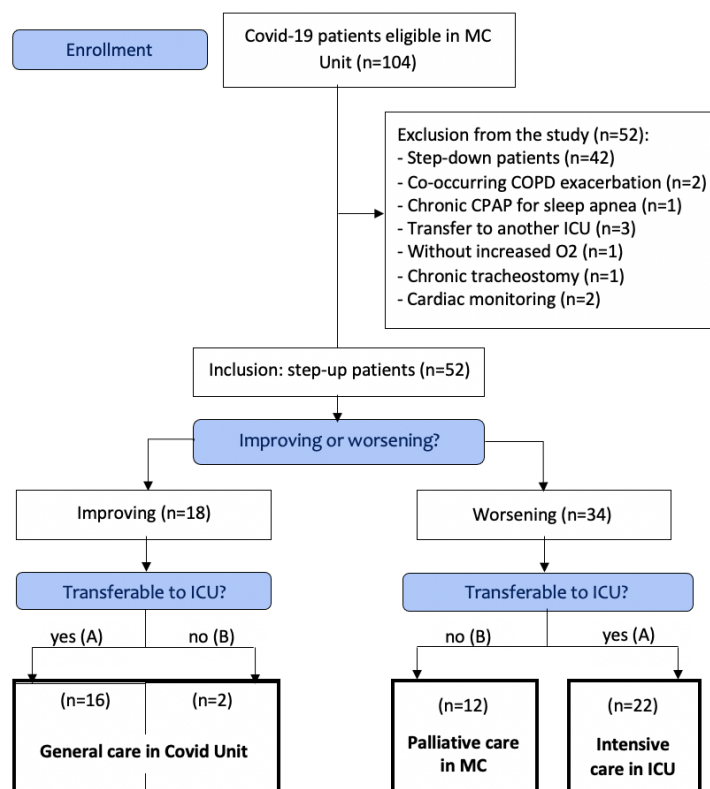 Enrollment
Covid-19 patients eligible in MC
Unit (n=104)
Exclusion from the study (n=52):
- Step-down patients (n=42)
- Co-occurring COPD exacerbation (n=2)
- Chronic CPAP for sleep apnea (n=1)
- Transfer to another ICU (n=3)
- Without increased O2 (n=1)
- Chronic tracheostomy (n=1)
- Cardiac monitoring (n=2)
Inclusion: step-up patients (n=52)
Improving or worsening?
Improving (n=18)
Worsening (n=34)
Transferable to ICU?
Transferable to ICU?
yes (A)
no (B)
no (B)
yes (A)
(n=16)
(n=2)
General care in Covid Unit
(n=12)
Palliative care
in MC
(n=22)
Intensive
care in ICU